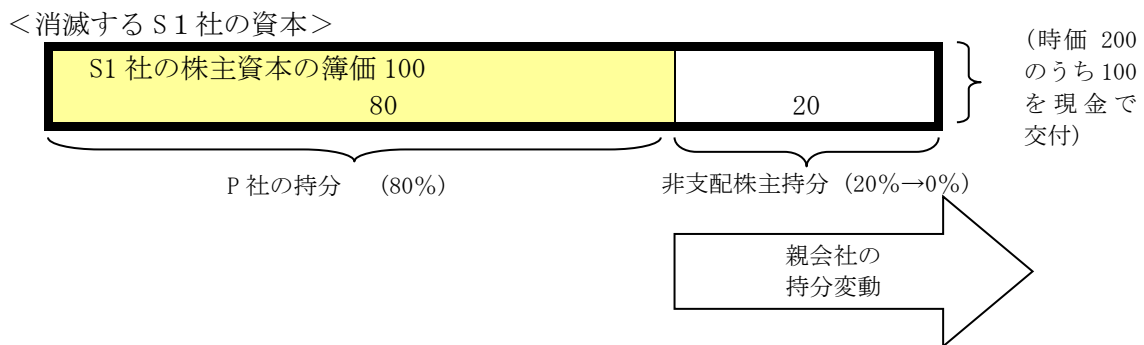 ＜消滅する S１社の資本＞
S1 社の株主資本の簿価 100
80
20
（時価 200
のうち 100
を現金で
交付）
P 社の持分 （80%）
非支配株主持分（20%→0%）
親会社の
持分変動